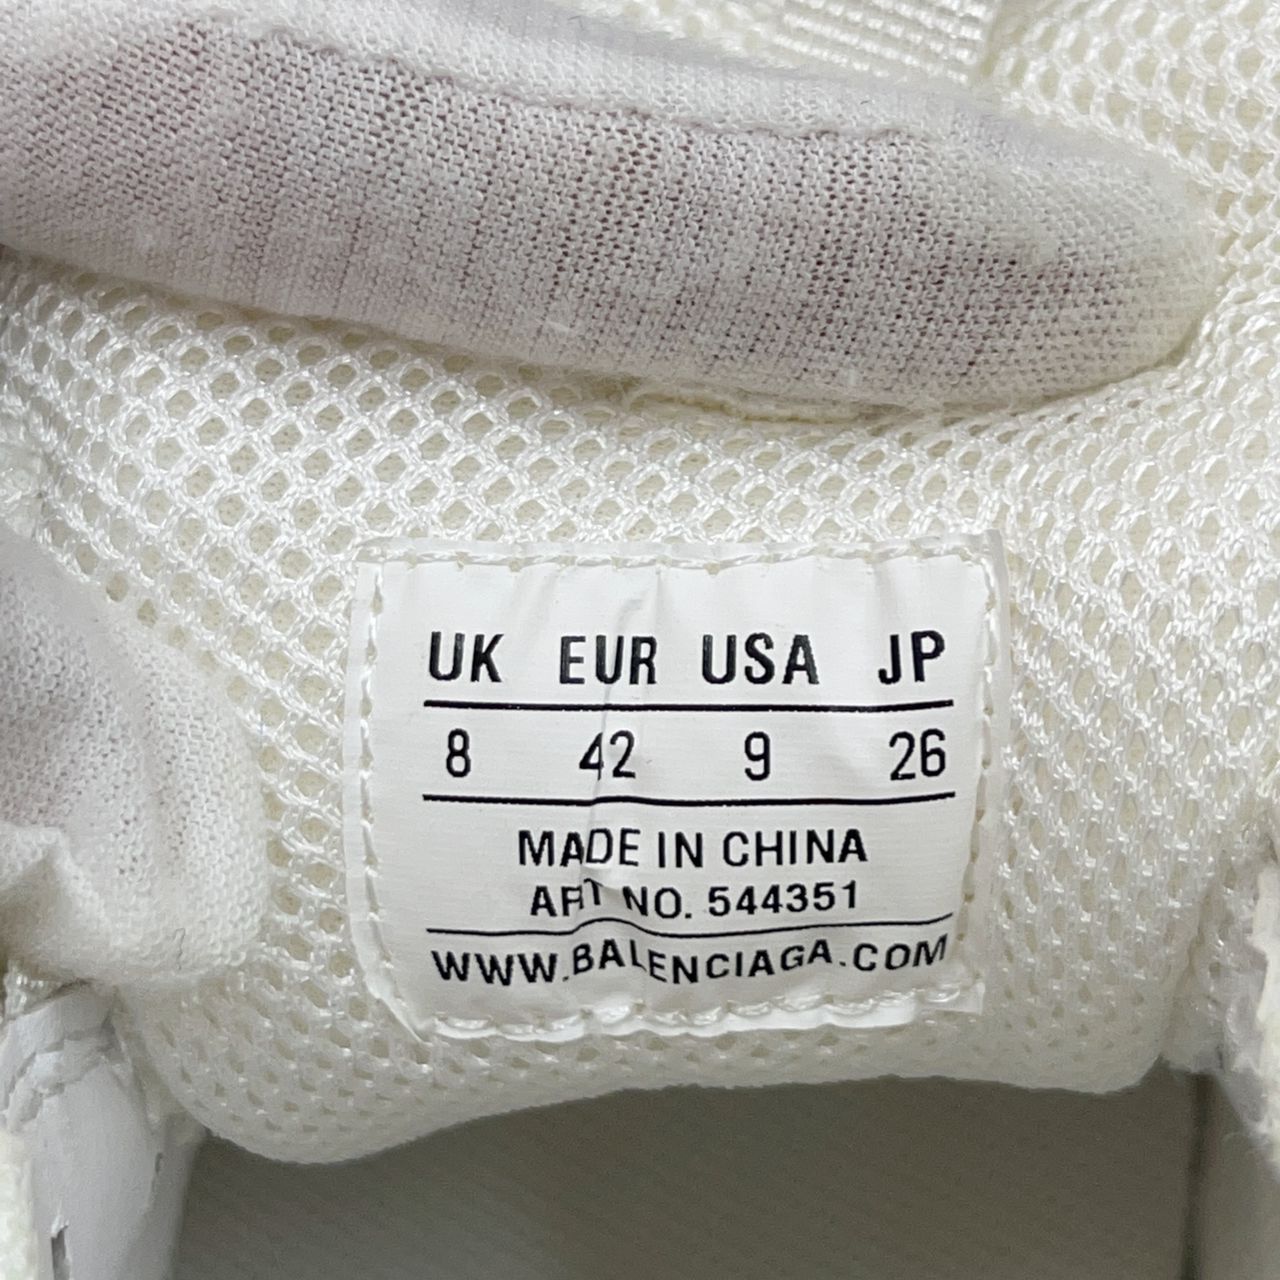 UK EUR USA JP
8 42 9 26
MADE IN CHINA
ART NO. 544351
WWW.BALENCIAGA.COM